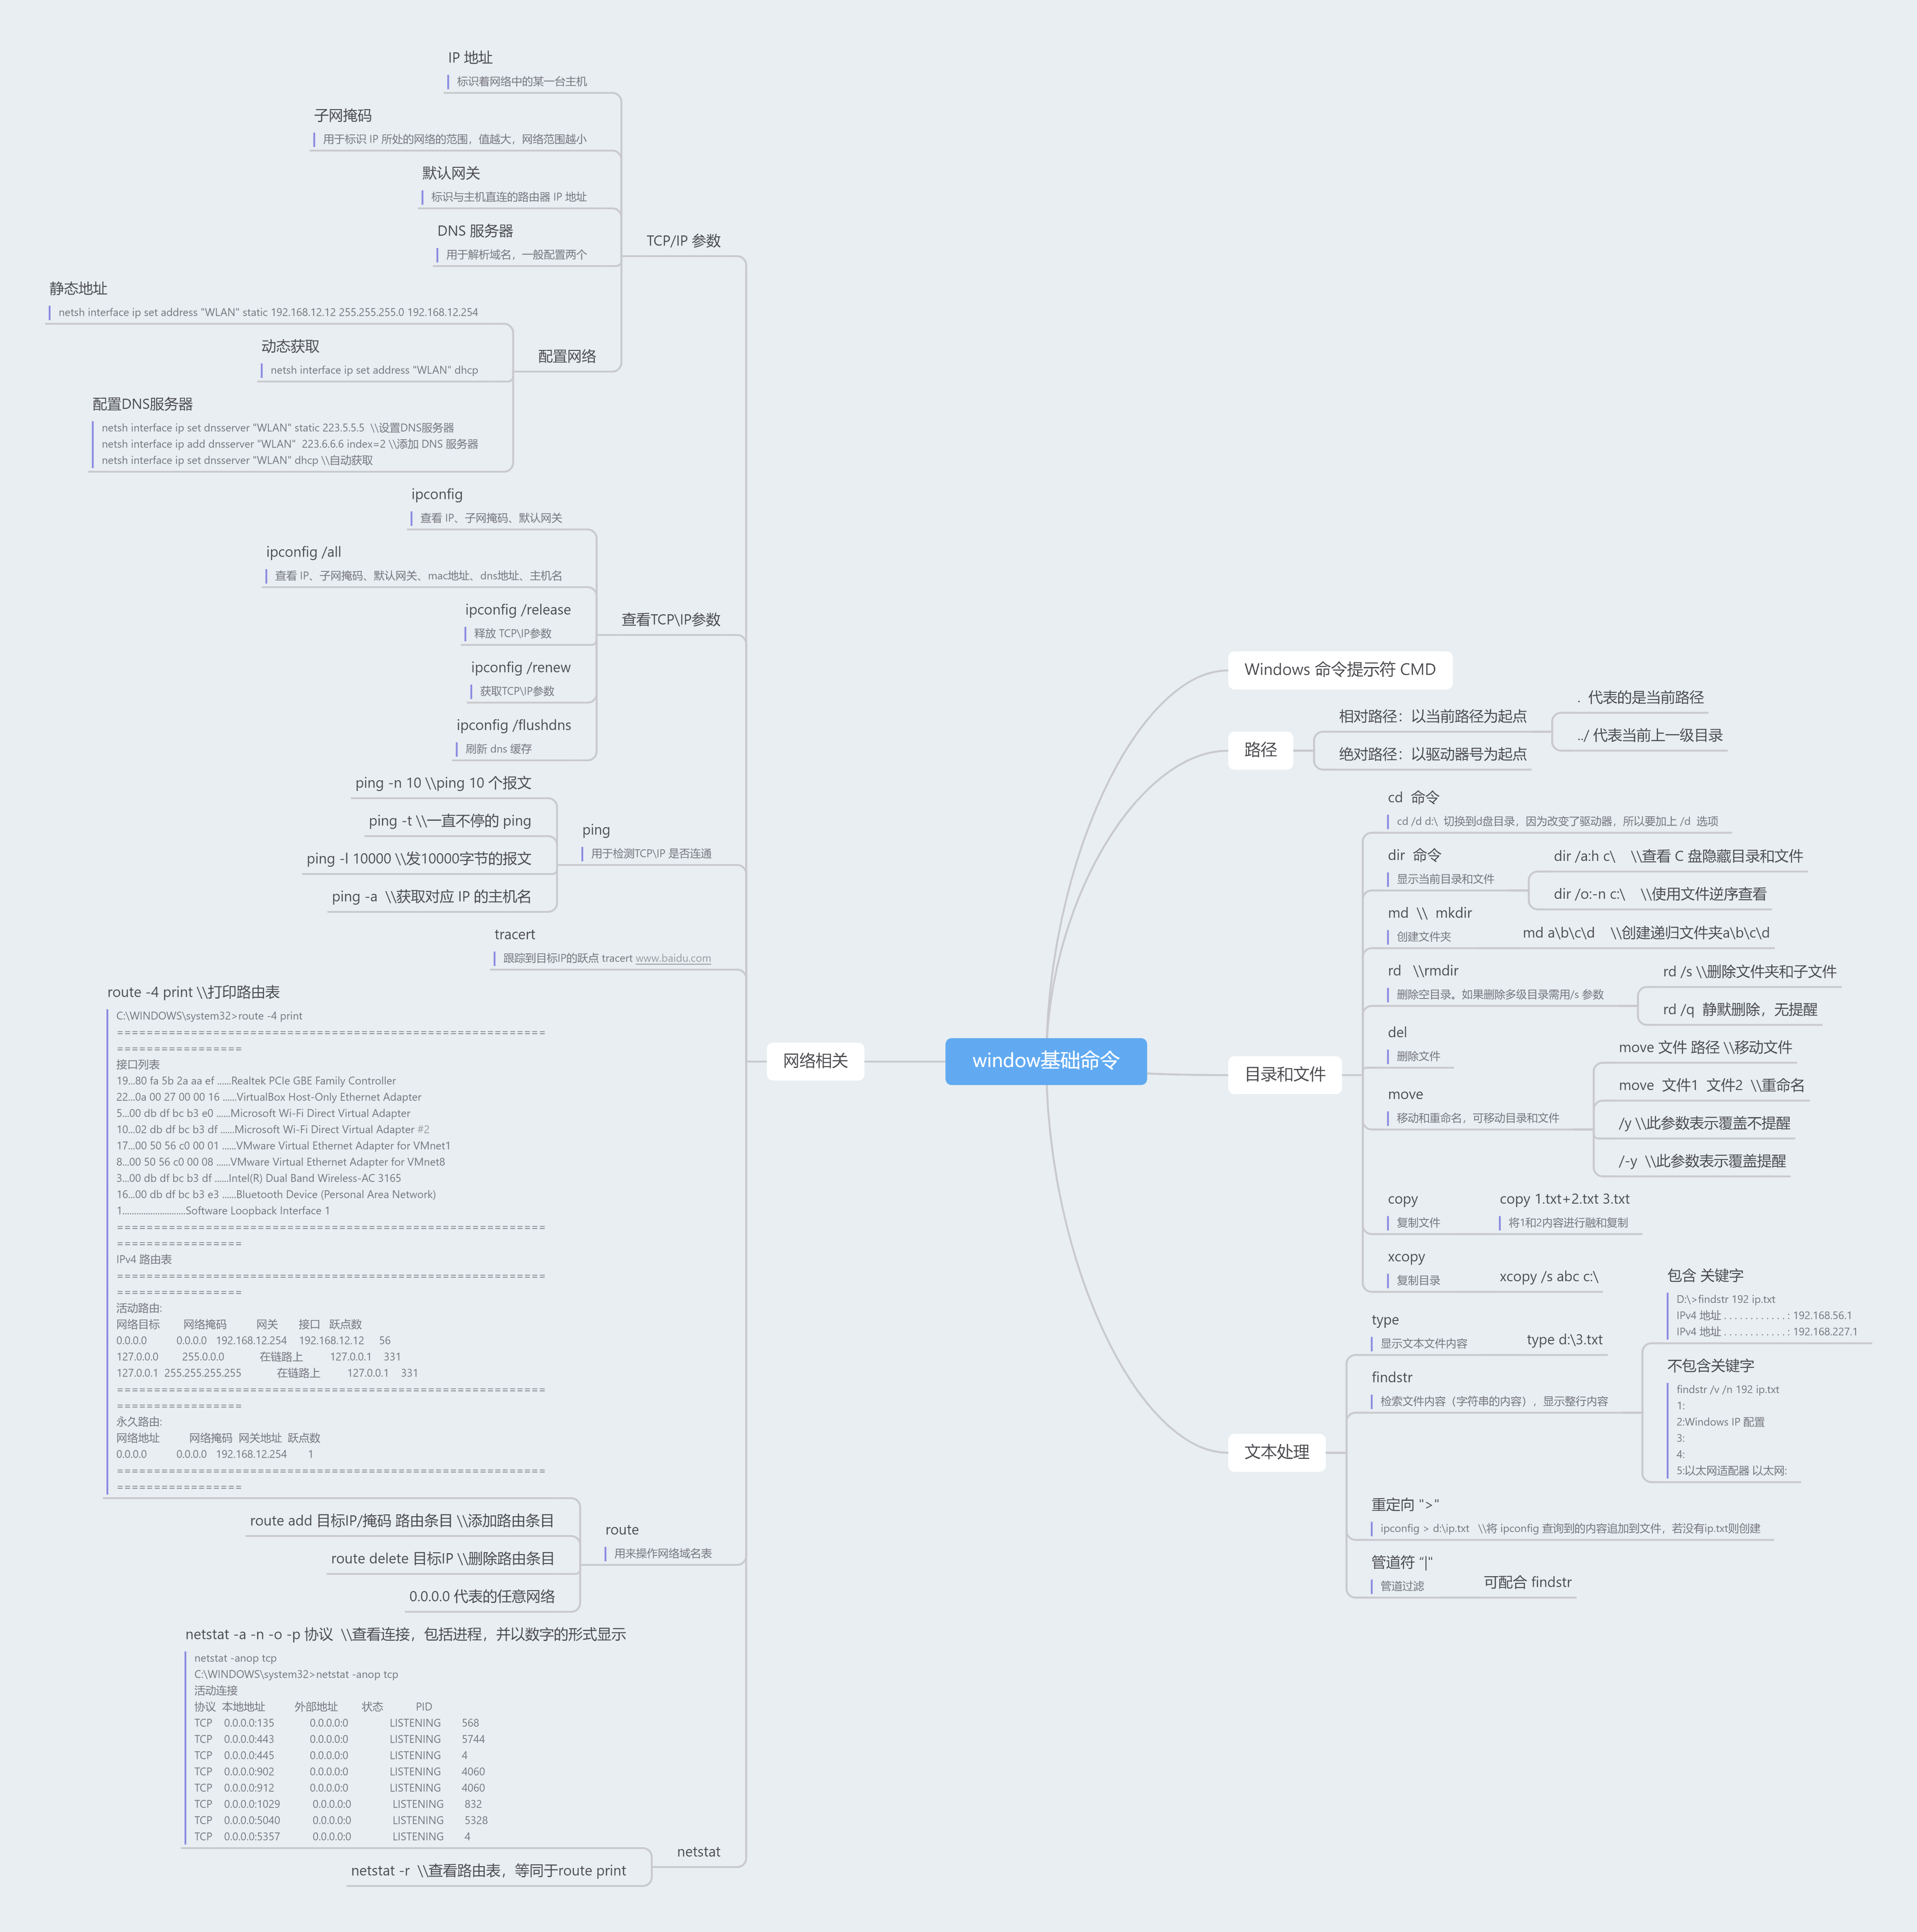 window基础命令
Windows 命令提示符 CMD
路径
相对路径：以当前路径为起点
. 代表的是当前路径
../ 代表当前上一级目录
绝对路径：以驱动器号为起点
目录和文件
cd 命令
cd /d d:\ 切换到d盘目录，因为改变了驱动器，所以要加上 /d 选项
dir 命令
显示当前目录和文件
dir /a:h c\ \\查看 C 盘隐藏目录和文件
dir /o:-n c:\ \\使用文件逆序查看
md \\ mkdir
创建文件夹
md a\b\c\d \\创建递归文件夹a\b\c\d
rd \\rmdir
删除空目录。如果删除多级目录需用/s 参数
rd /s \\删除文件夹和子文件
rd /q 静默删除，无提醒
del
删除文件
move
移动和重命名，可移动目录和文件
move 文件 路径 \\移动文件
move 文件1 文件2 \\重命名
/y \\此参数表示覆盖不提醒
/-y \\此参数表示覆盖提醒
copy
复制文件
copy 1.txt+2.txt 3.txt
将1和2内容进行融和复制
xcopy
复制目录
xcopy /s abc c:\
文本处理
type
显示文本文件内容
type d:\3.txt
findstr
检索文件内容（字符串的内容），显示整行内容
包含 关键字
D:\>findstr 192 ip.txt
IPv4 地址 . . . . . . . . . . . . : 192.168.56.1
IPv4 地址 . . . . . . . . . . . . : 192.168.227.1
不包含关键字
findstr /v /n 192 ip.txt
1:
2:Windows IP 配置
3:
4:
5:以太网适配器 以太网:
重定向 ">"
ipconfig > d:\ip.txt \\将 ipconfig 查询到的内容追加到文件，若没有ip.txt则创建
管道符 “|"
管道过滤
可配合 findstr
网络相关
TCP/IP 参数
IP 地址
标识着网络中的某一台主机
子网掩码
用于标识 IP 所处的网络的范围，值越大，网络范围越小
默认网关
标识与主机直连的路由器 IP 地址
DNS 服务器
用于解析域名，一般配置两个
配置网络
静态地址
netsh interface ip set address "WLAN" static 192.168.12.12 255.255.255.0 192.168.12.254
动态获取
netsh interface ip set address "WLAN" dhcp
配置DNS服务器
netsh interface ip set dnsserver "WLAN" static 223.5.5.5 \\设置DNS服务器
netsh interface ip add dnsserver "WLAN" 223.6.6.6 index=2 \\添加 DNS 服务器
netsh interface ip set dnsserver "WLAN" dhcp \\自动获取
查看TCP\IP参数
ipconfig
查看 IP、子网掩码、默认网关
ipconfig /all
查看 IP、子网掩码、默认网关、mac地址、dns地址、主机名
ipconfig /release
释放 TCP\IP参数
ipconfig /renew
获取TCP\IP参数
ipconfig /flushdns
刷新 dns 缓存
ping
用于检测TCP\IP 是否连通
ping -n 10 \\ping 10 个报文
ping -t \\一直不停的 ping
ping -l 10000 \\发10000字节的报文
ping -a \\获取对应 IP 的主机名
tracert
跟踪到目标IP的跃点 tracert www.baidu.com
route
用来操作网络域名表
route -4 print \\打印路由表
C:\WINDOWS\system32>route -4 print
==========================================================
=================
接口列表
19...80 fa 5b 2a aa ef ......Realtek PCIe GBE Family Controller
22...0a 00 27 00 00 16 ......VirtualBox Host-Only Ethernet Adapter
5...00 db df bc b3 e0 ......Microsoft Wi-Fi Direct Virtual Adapter
10...02 db df bc b3 df ......Microsoft Wi-Fi Direct Virtual Adapter #2
17...00 50 56 c0 00 01 ......VMware Virtual Ethernet Adapter for VMnet1
8...00 50 56 c0 00 08 ......VMware Virtual Ethernet Adapter for VMnet8
3...00 db df bc b3 df ......Intel(R) Dual Band Wireless-AC 3165
16...00 db df bc b3 e3 ......Bluetooth Device (Personal Area Network)
1...........................Software Loopback Interface 1
==========================================================
=================
IPv4 路由表
==========================================================
=================
活动路由:
网络目标 网络掩码 网关 接口 跃点数
0.0.0.0 0.0.0.0 192.168.12.254 192.168.12.12 56
127.0.0.0 255.0.0.0 在链路上 127.0.0.1 331
127.0.0.1 255.255.255.255 在链路上 127.0.0.1 331
==========================================================
=================
永久路由:
网络地址 网络掩码 网关地址 跃点数
0.0.0.0 0.0.0.0 192.168.12.254 1
==========================================================
=================
route add 目标IP/掩码 路由条目 \\添加路由条目
route delete 目标IP \\删除路由条目
0.0.0.0 代表的任意网络
netstat
netstat -a -n -o -p 协议 \\查看连接，包括进程，并以数字的形式显示
netstat -anop tcp
C:\WINDOWS\system32>netstat -anop tcp
活动连接
协议 本地地址 外部地址 状态 PID
TCP 0.0.0.0:135 0.0.0.0:0 LISTENING 568
TCP 0.0.0.0:443 0.0.0.0:0 LISTENING 5744
TCP 0.0.0.0:445 0.0.0.0:0 LISTENING 4
TCP 0.0.0.0:902 0.0.0.0:0 LISTENING 4060
TCP 0.0.0.0:912 0.0.0.0:0 LISTENING 4060
TCP 0.0.0.0:1029 0.0.0.0:0 LISTENING 832
TCP 0.0.0.0:5040 0.0.0.0:0 LISTENING 5328
TCP 0.0.0.0:5357 0.0.0.0:0 LISTENING 4
netstat -r \\查看路由表，等同于route print